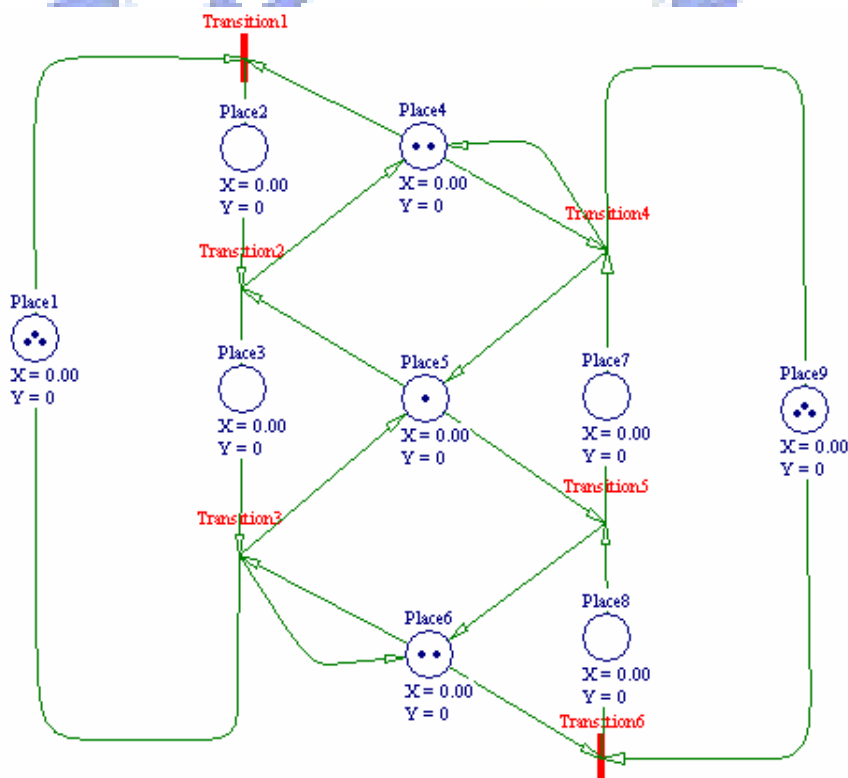 Transition1
Place2
X = 0.00
Y = 0
Place4
X = 0.00
Y = 0
Transition4
Transition2
Place1
X = 0.00
Y = 0
Place3
X = 0.00
Y = 0
Place5
X = 0.00
Y = 0
Place7
X = 0.00
Y = 0
Place9
X = 0.00
Y = 0
Transition5
Transition3
Place6
X = 0.00
Y = 0
Place8
X = 0.00
Y = 0
Transition6